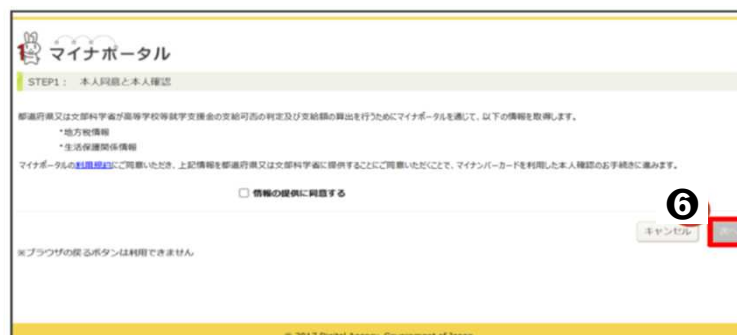 マイナポータル
STEP1： 本人同意と本人確認
都道府県又は文部科学省が高等学校等就学支援金の支給可否の判定及び支給額の算出を行うためにマイナポータルを通じて、以下の情報を取得します。
・地方税情報
・生活保護関係情報
マイナポータルの利用規約にご同意いただき、上記情報を都道府県又は文部科学省に提供することにご同意いただくことで、マイナンバーカードを利用した本人確認のお手続きに進みます。
情報の提供に同意する
❻
キャンセル
※ブラウザの戻るボタンは利用できません